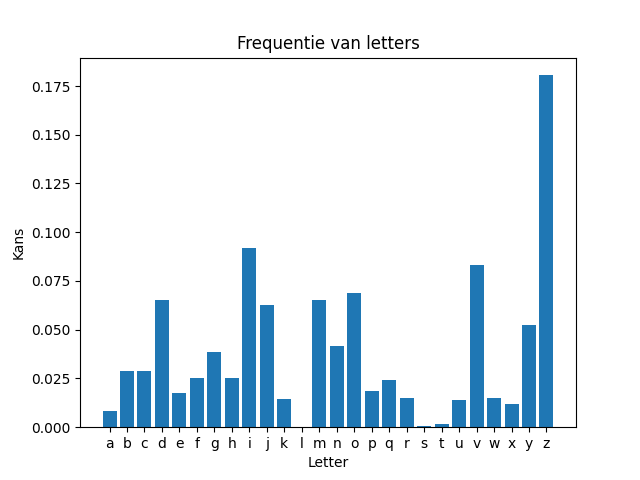 Frequentie van letters
0.175
0.150
0.125
0.100
0.075
0.050
0.025
0.000
Kans
a b c d e f g h i j k l m n o p q r s t u v w x y z
Letter